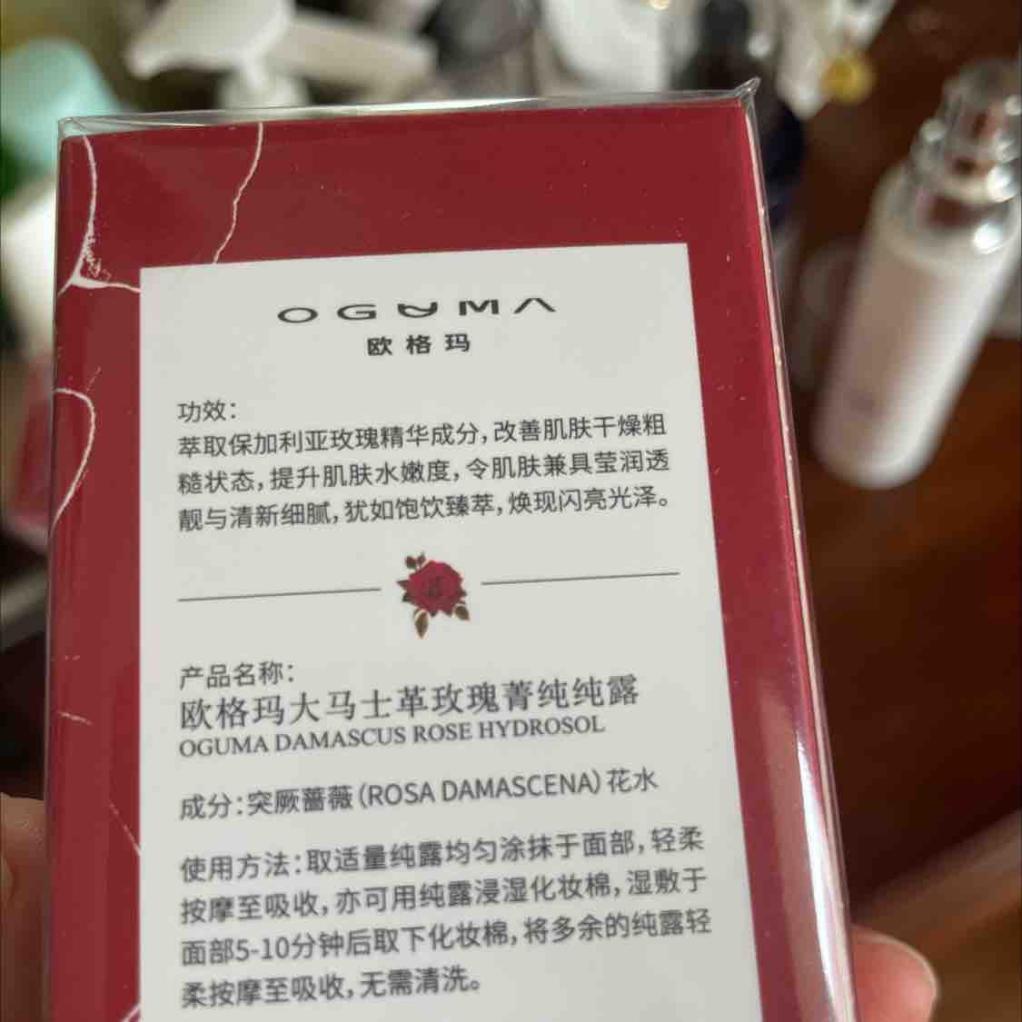 OGUMA
欧格玛
功效：
萃取保加利亚玫瑰精华成分，改善肌肤干燥粗
糙状态，提升肌肤水嫩度，令肌肤兼具莹润透
靓与清新细腻，犹如饱饮臻萃，焕现闪亮光泽。
产品名称：
欧格玛大马士革玫瑰菁纯纯露
OGUMA DAMASCUS ROSE HYDROSOL
成分：突厥蔷薇（ROSA DAMASCENA）花水
使用方法：取适量纯露均匀涂抹于面部，轻柔
按摩至吸收，亦可用纯露浸湿化妆棉，湿敷于
面部5-10分钟后取下化妆棉，将多余的纯露轻
柔按摩至吸收，无需清洗。